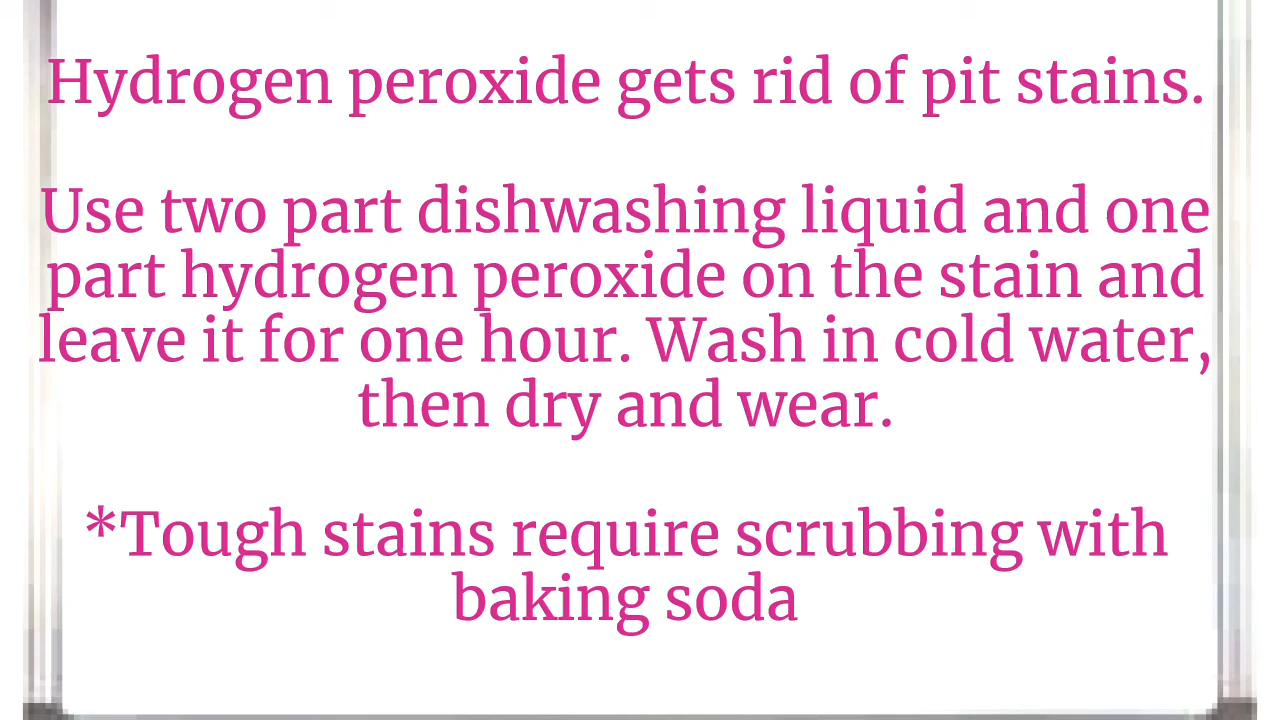 Hydrogen peroxide gets rid of pit stains.
Use two part dishwashing liquid and one
part hydrogen peroxide on the stain and
leave it for one hour. Wash in cold water,
then dry and wear.
*Tough stains require scrubbing with
baking soda